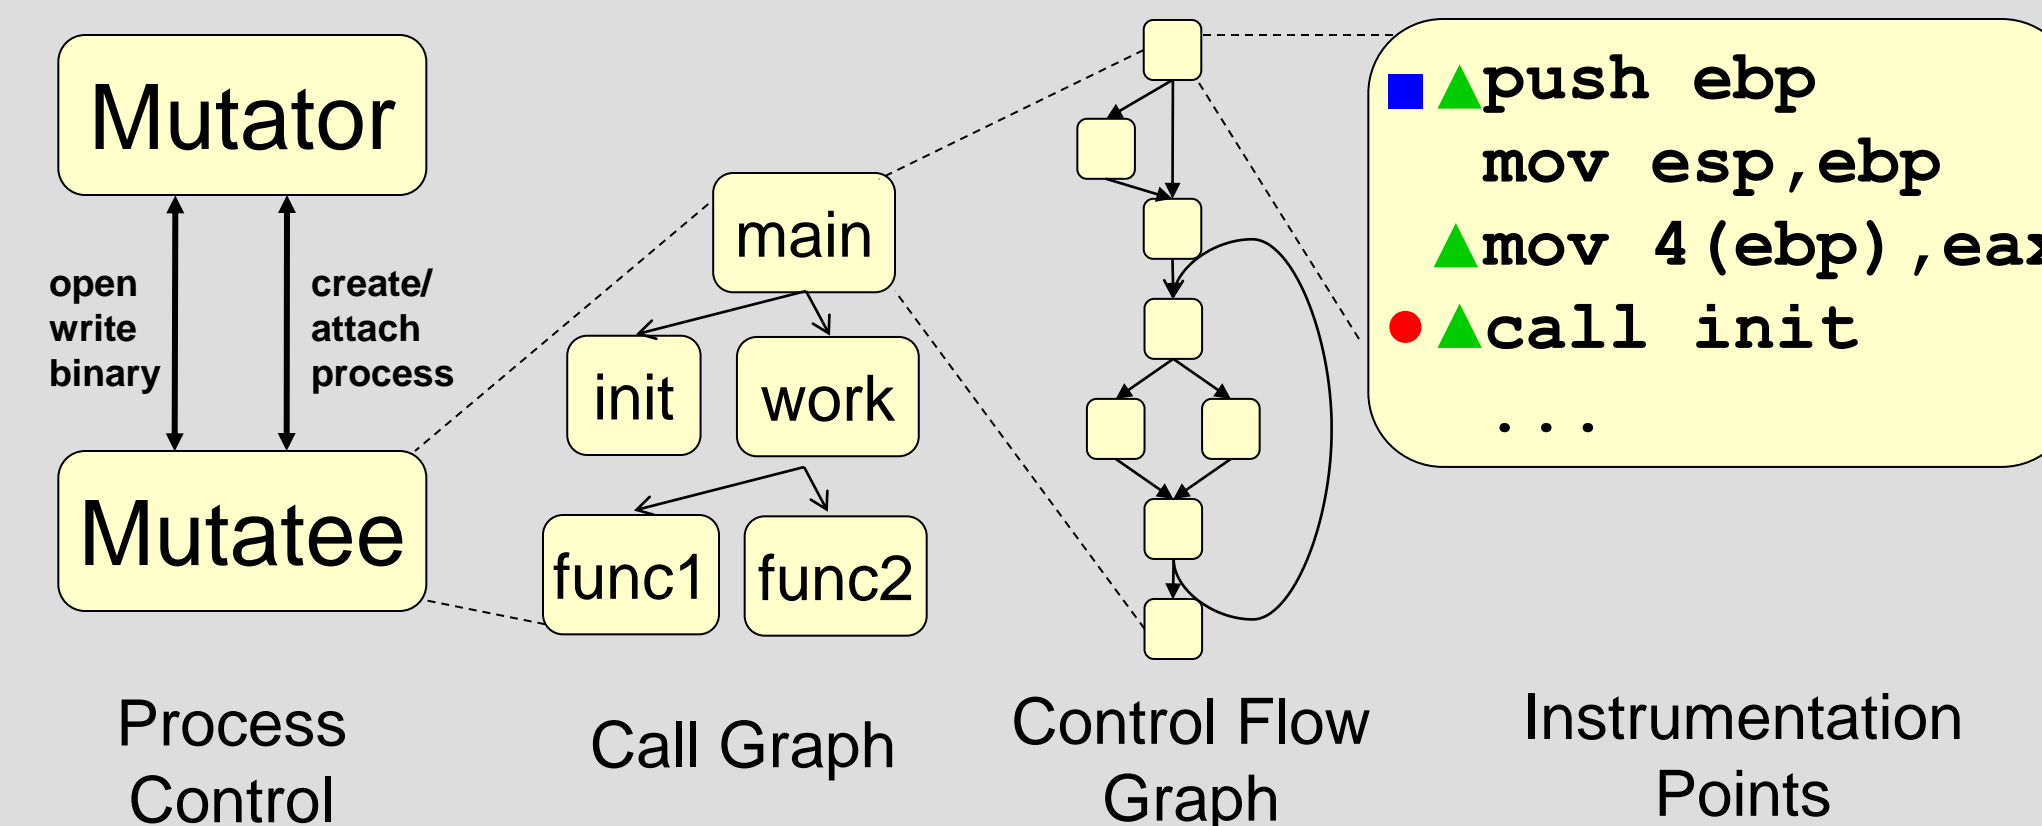 Mutator
open
write
binary
create/
attach
process
Mutatee
Process
Control
main
init
work
func1
func2
Call Graph
Control Flow
Graph
push ebp
mov esp,ebp
mov 4(ebp),eax
call init
...
Instrumentation
Points